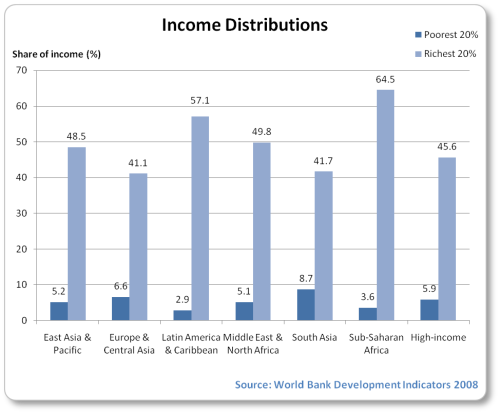 Income Distributions
Poorest 20%
Richest 20%
Share of income (%)
70
60
50
40
30
20
10
0
48.5
41.1
57.1
49.8
41.7
64.5
45.6
5.2
6.6
2.9
5.1
8.7
3.6
5.9
East Asia &
Pacific
Europe &
Central Asia
Latin America
& Caribbean
Middle East &
North Africa
South Asia
Sub-Saharan
Africa
High-income
Source: World Bank Development Indicators 2008